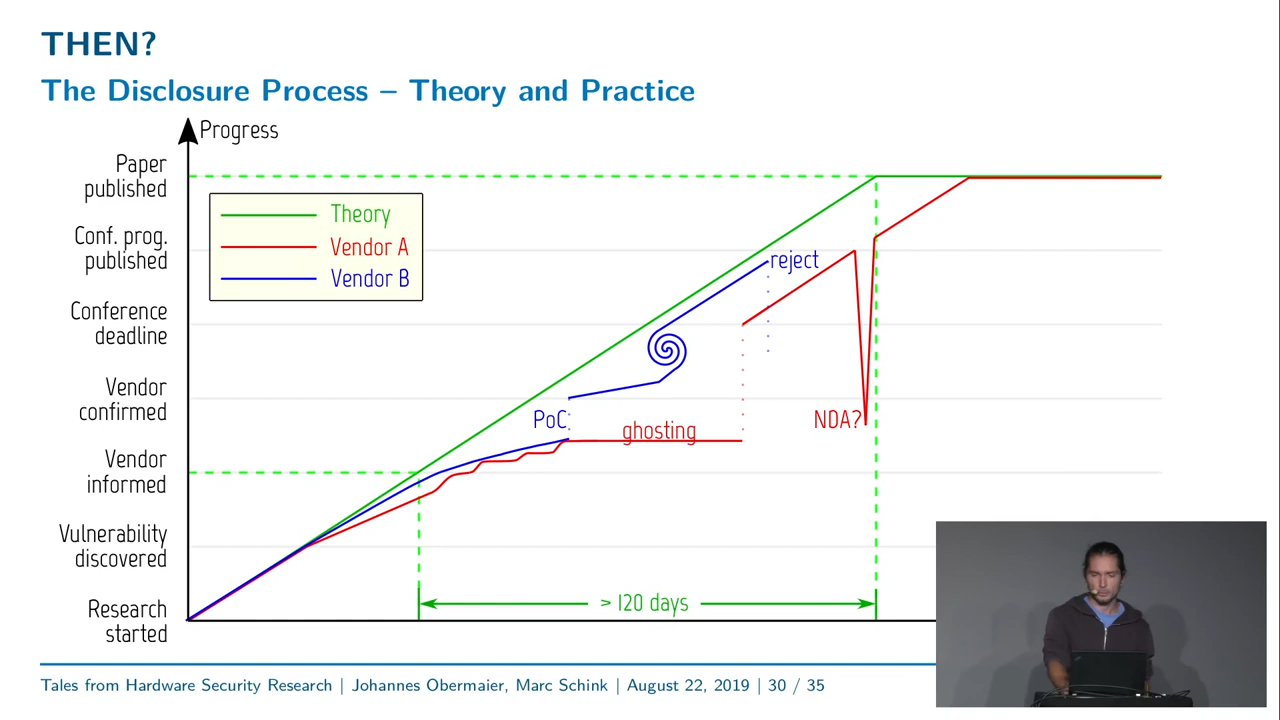 THEN?
The Disclosure Process – Theory and Practice
Progress
Paper
published
Conf. prog.
published
Conference
deadline
Vendor
confirmed
Vendor
informed
Vulnerability
discovered
Research
started
Theory
Vendor A
Vendor B
reject
PoC
ghosting
NDA?
> 120 days
Tales from Hardware Security Research | Johannes Obermaier, Marc Schink | August 22, 2019 | 30 / 35